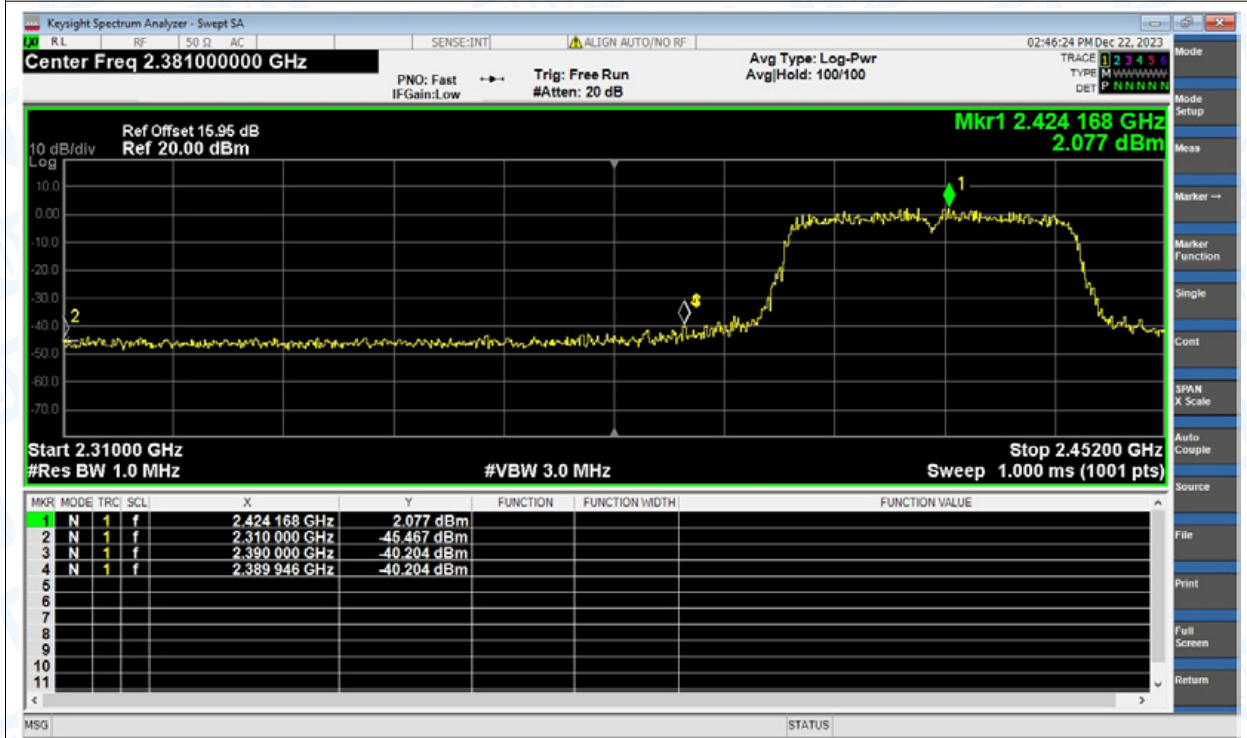 Keysight Spectrum Analyzer - Swept SA
RL RF 50 Ω AC SENSE:INT ALIGN AUTO/NO RF 02:46:24 PM Dec 22, 2023
Center Freq 2.381000000 GHz Avg Type: Log-Pwr TRACE 1 2 3 4 5 6
PNO: Fast Trig: Free Run Avg|Hold: 100/100 TYPE M WWWWW
IFGain:Low #Atten: 20 dB DET P N N N N N
Ref Offset 15.95 dB Mkr1 2.424 168 GHz
10 dB/div Ref 20.00 dBm 2.077 dBm
Log
10.0
0.00
-10.0
-20.0
-30.0
-40.0
-50.0
-60.0
-70.0
1
2
Start 2.31000 GHz Stop 2.45200 GHz
#Res BW 1.0 MHz #VBW 3.0 MHz Sweep 1.000 ms (1001 pts)
MKR MODE TRC SCL X Y FUNCTION FUNCTION WIDTH FUNCTION VALUE
1 N 1 f 2.424 168 GHz 2.077 dBm
2 N 1 f 2.310 000 GHz -45.467 dBm
3 N 1 f 2.390 000 GHz -40.204 dBm
4 N 1 f 2.389 946 GHz -40.204 dBm
5
6
7
8
9
10
11
MSG STATUS
Mode
Mode
Setup
Meas
Marker →
Marker
Function
Single
Cont
SPAN
X Scale
Auto
Couple
Source
File
Print
Full
Screen
Return